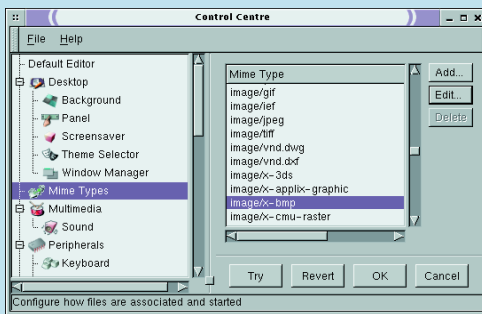 Control Centre
File Help
Default Editor
Desktop
Background
Panel
Screensaver
Theme Selector
Window Manager
Mime Types
Multimedia
Sound
Peripherals
Keyboard
Mime Type
image/gif
image/ief
image/jpeg
image/tiff
image/vnd.dwg
image/vnd.dxf
image/x-3ds
image/x-applix-graphic
image/x-bmp
image/x-cmu-raster
Add...
Edit...
Delete
Try Revert OK Cancel
Configure how files are associated and started